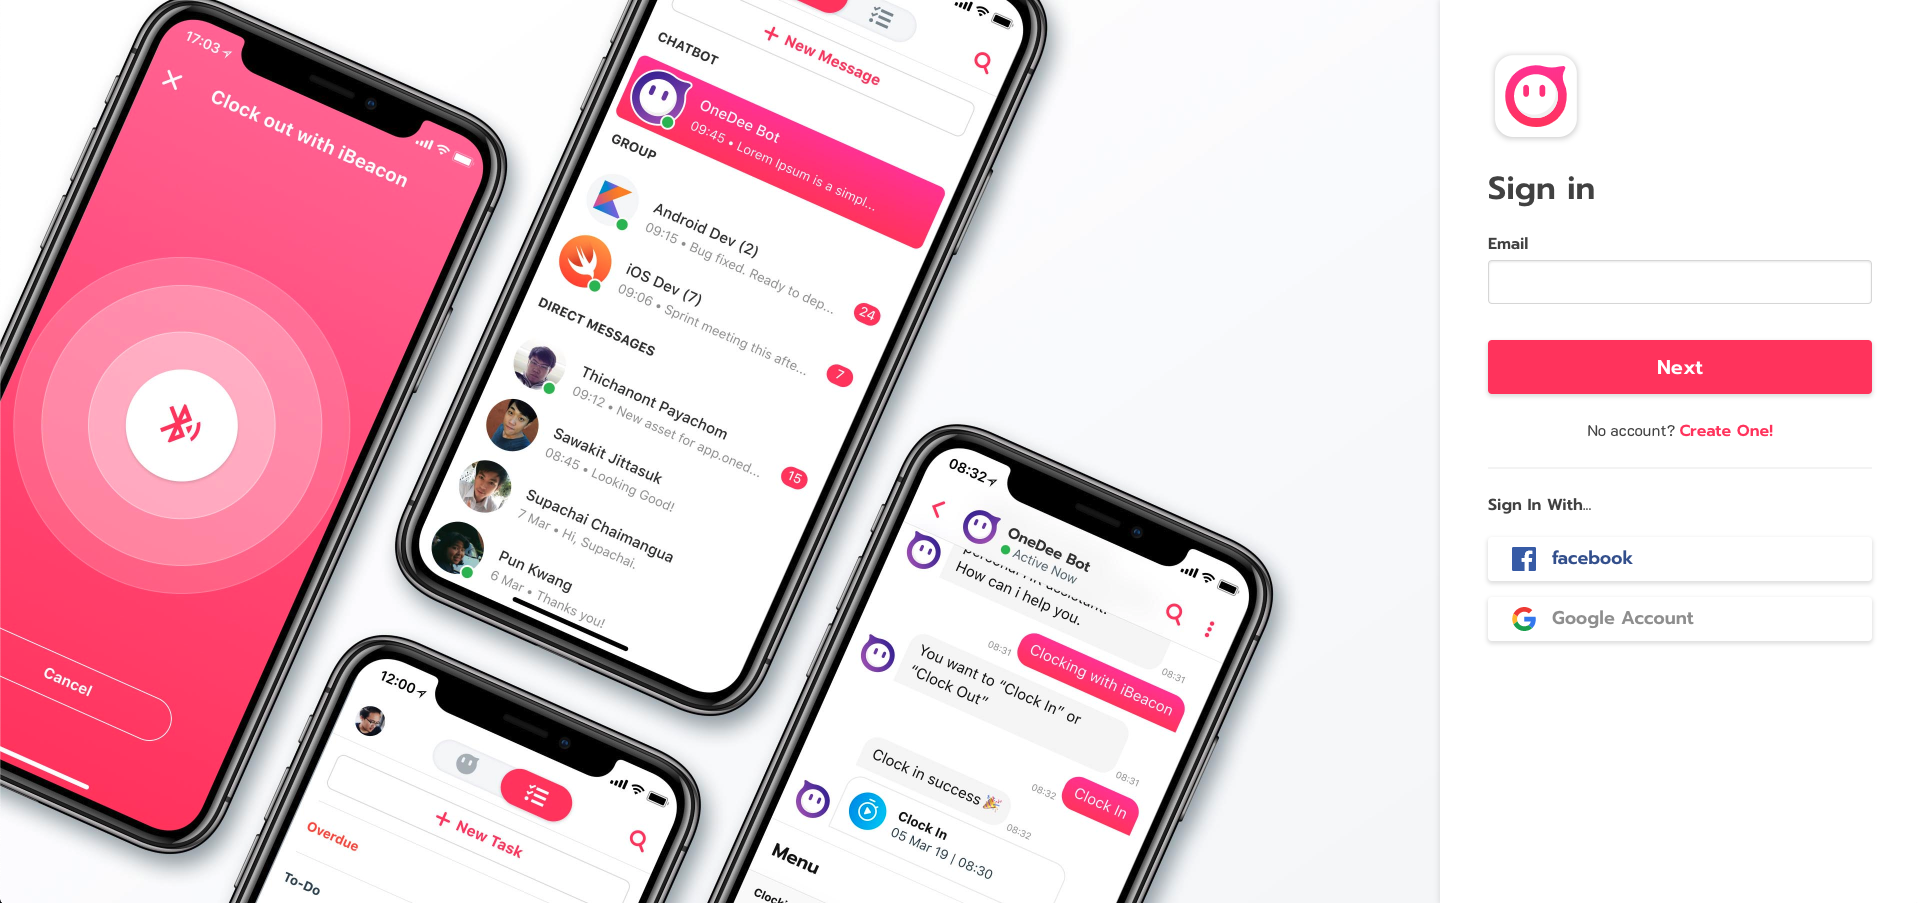 17:03
Clock out with iBeacon
Cancel
New Message
CHATBOT
OneDee Bot
09:45 • Lorem Ipsum is a simpl...
GROUP
Android Dev (2)
09:15 • Bug fixed. Ready to dep...
24
iOS Dev (7)
09:06 • Sprint meeting this afte...
7
DIRECT MESSAGES
Thichanont Payachom
09:12 • New asset for app.oned...
15
Sawakit Jittasuk
08:45 • Looking Good!
Supachai Chaimangua
7 Mar • Hi, Supachai.
Pun Kwang
6 Mar • Thanks you!
12:00
New Task
Overdue
To-Do
08:32
OneDee Bot
Active Now
personal HR assistant.
How can i help you.
08:31
08:31
Clocking with iBeacon
You want to “Clock In” or
“Clock Out”
08:31
08:32
Clock In
Clock in success 🎉
08:32
Clock In
05 Mar 19 | 08:30
Menu
Sign in
Email
Next
No account? Create One!
Sign In With...
facebook
Google Account